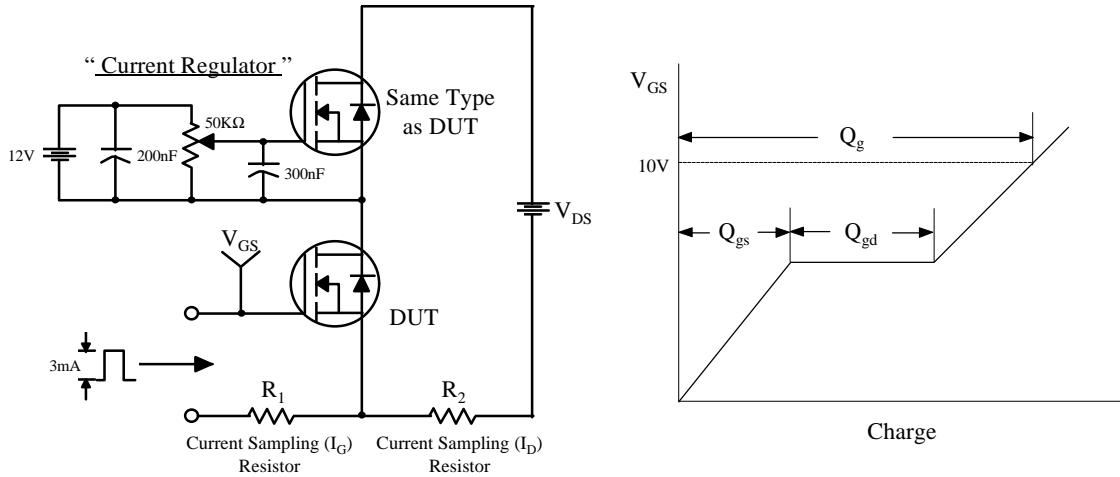 “ Current Regulator ”
12V
200nF
50KΩ
300nF
Same Type
as DUT
V_DS
V_GS
DUT
3mA
R_1
R_2
Current Sampling (I_G)
Resistor
Current Sampling (I_D)
Resistor
V_GS
10V
Q_g
Q_gs
Q_gd
Charge